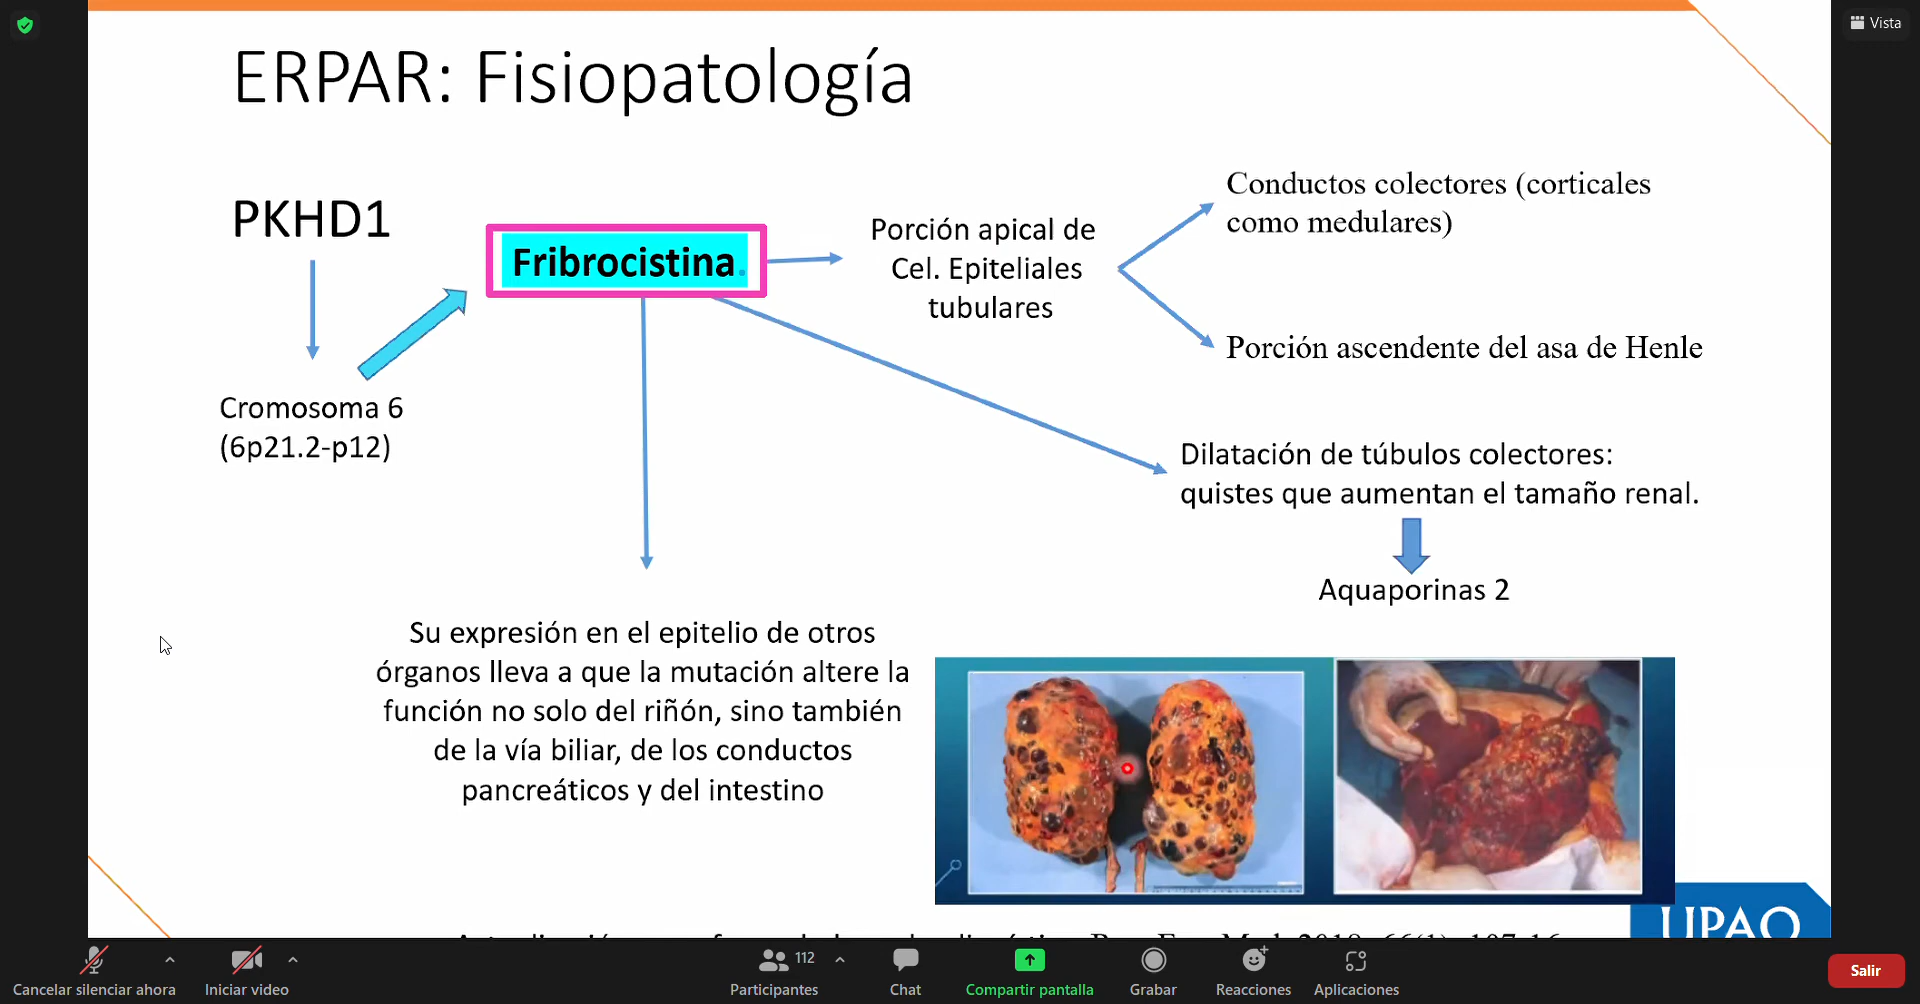 Vista
ERPAR: Fisiopatología
PKHD1
Fribrocistina.
Porción apical de
Cel. Epiteliales
tubulares
Conductos colectores (corticales
como medulares)
Porción ascendente del asa de Henle
Cromosoma 6
(6p21.2-p12)
Dilatación de túbulos colectores:
quistes que aumentan el tamaño renal.
Aquaporinas 2
Su expresión en el epitelio de otros
órganos lleva a que la mutación altere la
función no solo del riñón, sino también
de la vía biliar, de los conductos
pancreáticos y del intestino
UPAO
Cancelar silenciar ahora
Iniciar video
112
Participantes
Chat
Compartir pantalla
Grabar
Reacciones
Aplicaciones
Salir